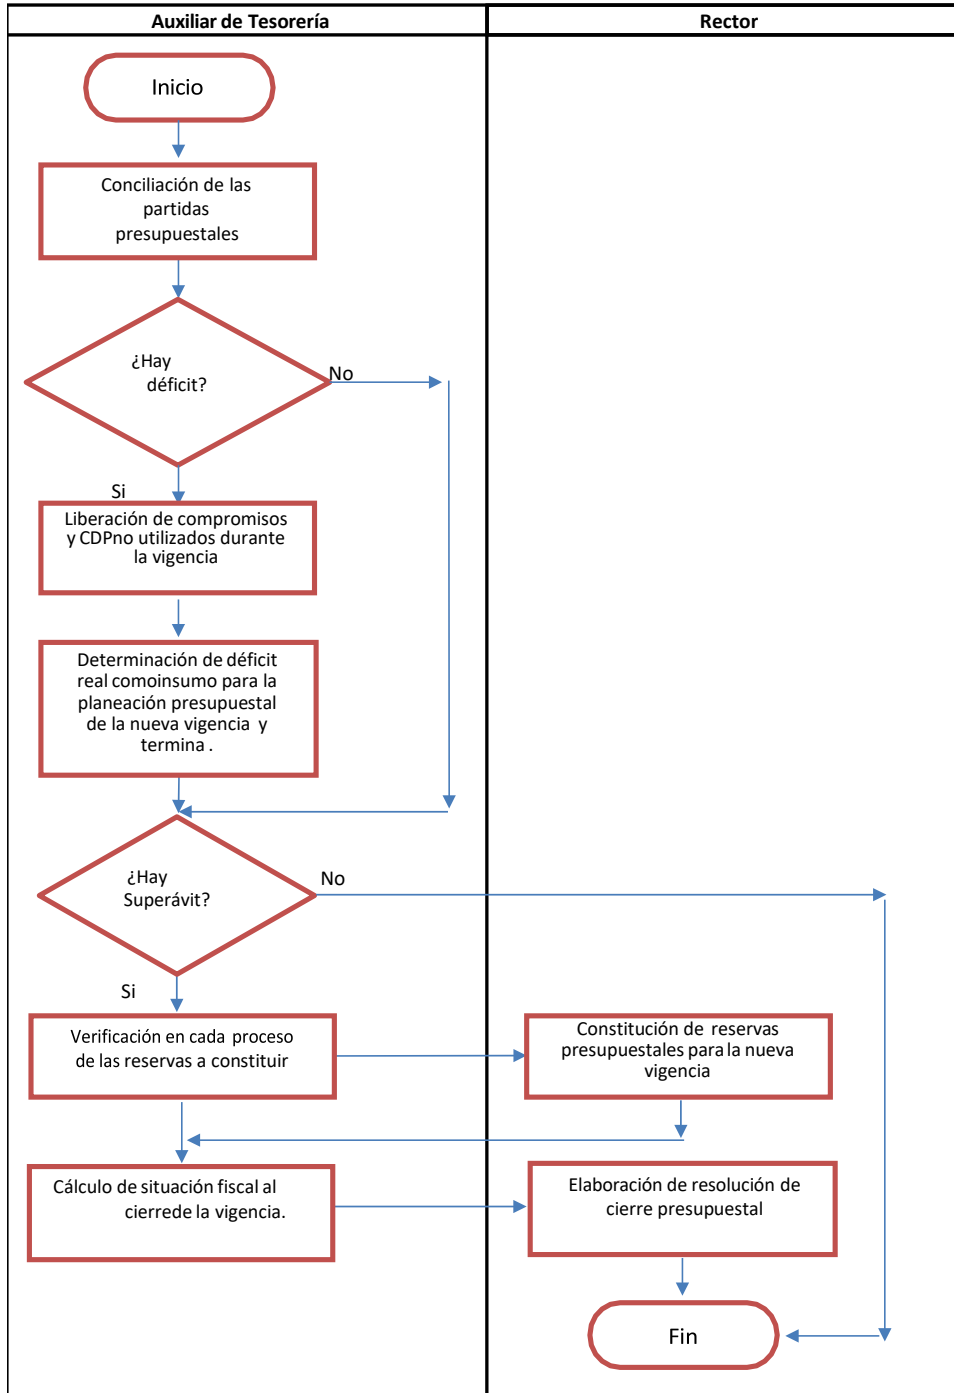 Auxiliar de Tesorería
Rector
Inicio
Conciliación de las
partidas
presupuestales
¿Hay
déficit?
No
Si
Liberación de compromisos
y CDPno utilizados durante
la vigencia
Determinación de déficit
real comoinsumo para la
planeación presupuestal
de la nueva vigencia y
termina .
¿Hay
Superávit?
No
Si
Verificación en cada proceso
de las reservas a constituir
Constitución de reservas
presupuestales para la nueva
vigencia
Cálculo de situación fiscal al
cierrede la vigencia.
Elaboración de resolución de
cierre presupuestal
Fin